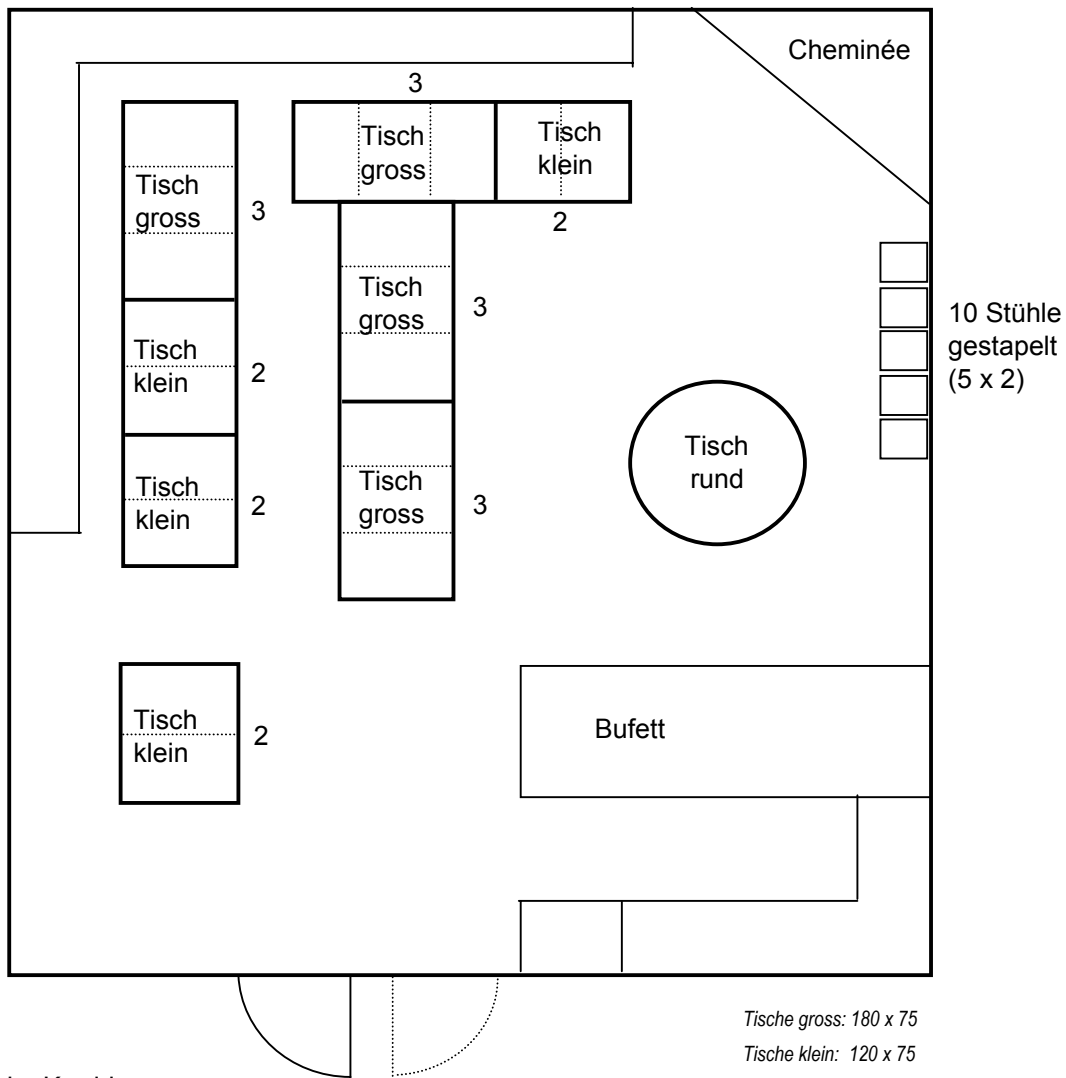 Cheminée
3
Tisch
gross
Tisch
klein
Tisch
gross
3
2
Tisch
gross
3
10 Stühle
gestapelt
(5 x 2)
Tisch
klein
2
Tisch
rund
Tisch
klein
2
Tisch
gross
3
Tisch
klein
2
Bufett
Tische gross: 180 x 75
Tische klein: 120 x 75